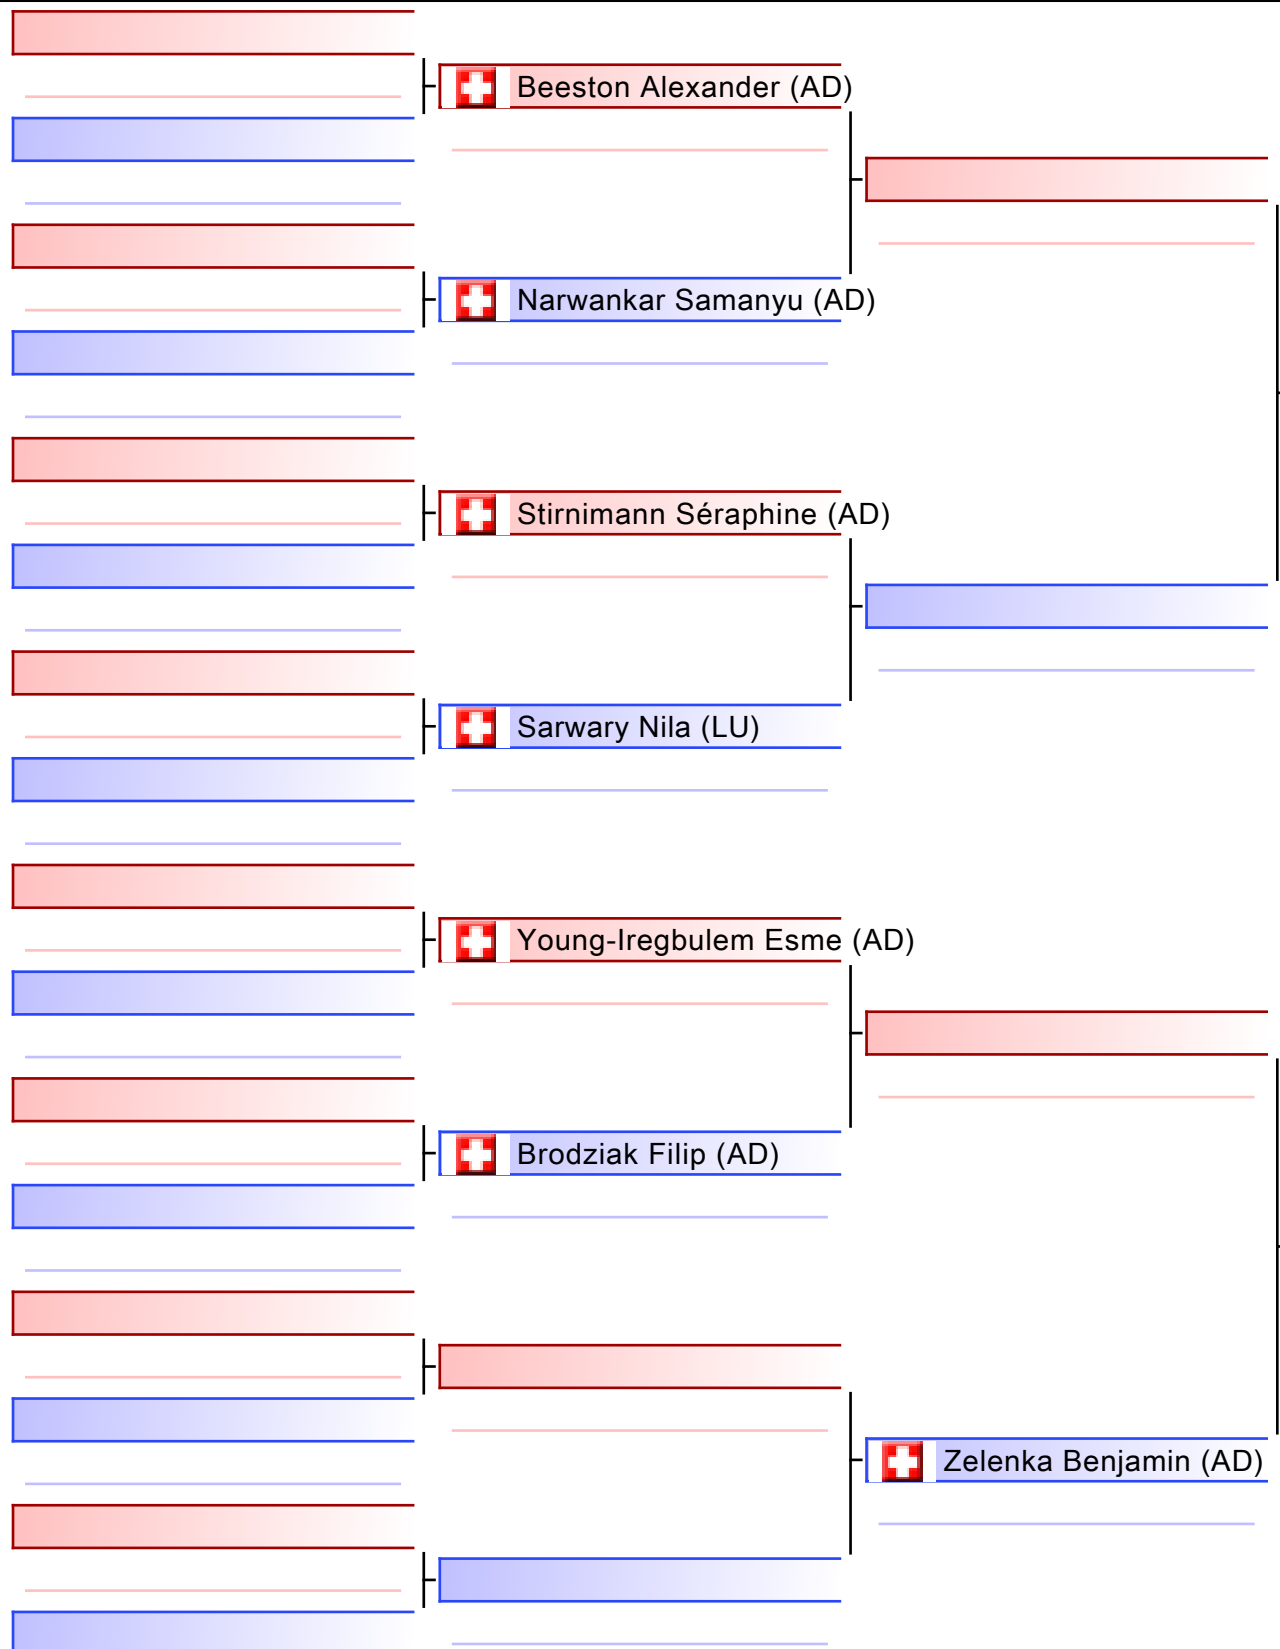 Beeston Alexander (AD)
Narwankar Samanyu (AD)
Stirnimann Séraphine (AD)
Sarwary Nila (LU)
Young-Iregbulem Esme (AD)
Brodziak Filip (AD)
Zelenka Benjamin (AD)